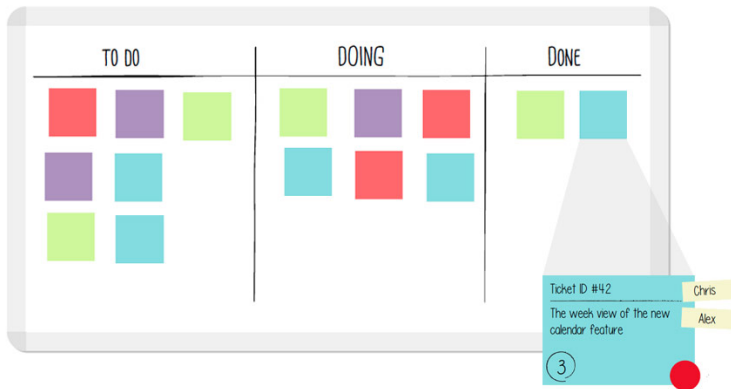 TO DO
DOING
DONE
Ticket ID #42
Chris
The week view of the new
calendar feature
Alex
3